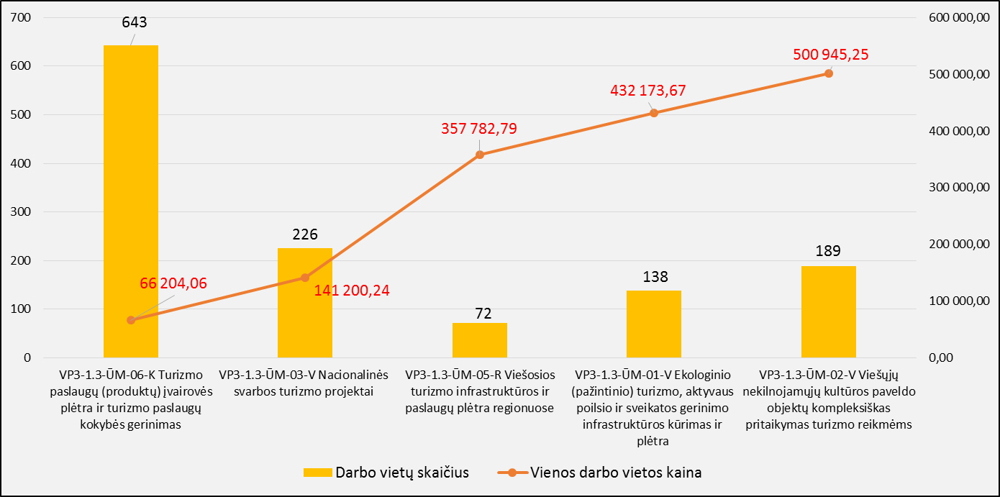 700
600
500
400
300
200
100
0
600 000,00
500 000,00
400 000,00
300 000,00
200 000,00
100 000,00
0,00
643
226
72
138
189
66 204,06
141 200,24
357 782,79
432 173,67
500 945,25
VP3-1.3-ŪM-06-K Turizmo
paslaugų (produktų) įvairovės
plėtra ir turizmo paslaugų
kokybės gerinimas
VP3-1.3-ŪM-03-V Nacionalinės
svarbos turizmo projektai
VP3-1.3-ŪM-05-R Viešosios
turizmo infrastruktūros ir
paslaugų plėtra regionuose
VP3-1.3-ŪM-01-V Ekologinio
(pažintinio) turizmo, aktyvaus
poilsio ir sveikatos gerinimo
infrastruktūros kūrimas ir
plėtra
VP3-1.3-ŪM-02-V Viešųjų
nekilnojamųjų kultūros paveldo
objektų kompleksiškas
pritaikymas turizmo reikmėms
Darbo vietų skaičius
Vienos darbo vietos kaina